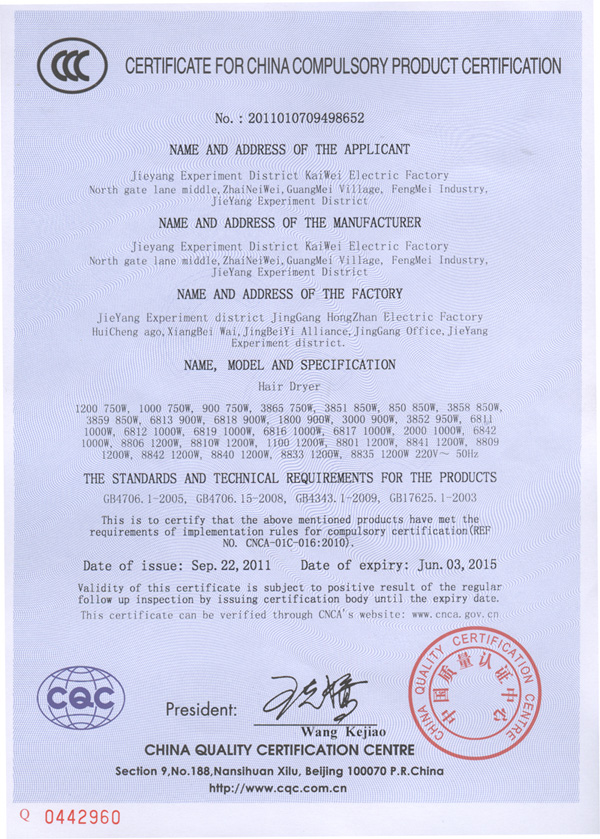 CCC
CERTIFICATE FOR CHINA COMPULSORY PRODUCT CERTIFICATION
No. : 2011010709498652
NAME AND ADDRESS OF THE APPLICANT
Jieyang Experiment District KaiWei Electric Factory
North gate lane middle, ZhaiNeiWei, GuangMei Village, FengMei Industry,
JieYang Experiment District
NAME AND ADDRESS OF THE MANUFACTURER
Jieyang Experiment District KaiWei Electric Factory
North gate lane middle, ZhaiNeiWei, GuangMei Village, FengMei Industry,
JieYang Experiment District
NAME AND ADDRESS OF THE FACTORY
JieYang Experiment district JingGang HongZhan Electric Factory
HuiCheng ago, XiangBei Wai, JingBeiYi Alliance, JingGang Office, JieYang
Experiment district.
NAME, MODEL AND SPECIFICATION
Hair Dryer
1200 750W, 1000 750W, 900 750W, 3865 750W, 3851 850W, 850 850W, 3858 850W,
3859 850W, 6813 900W, 6818 900W, 1800 900W, 3000 900W, 3852 950W, 6811
1000W, 6812 1000W, 6819 1000W, 6816 1000W, 6817 1000W, 2000 1000W, 6842
1000W, 8806 1200W, 8810W 1200W, 1100 1200W, 8801 1200W, 8841 1200W, 8809
1200W, 8842 1200W, 8840 1200W, 8833 1200W, 8835 1200W 220V~ 50Hz
THE STANDARDS AND TECHNICAL REQUIREMENTS FOR THE PRODUCTS
GB4706.1-2005, GB4706.15-2008, GB4343.1-2009, GB17625.1-2003
This is to certify that the above mentioned products have met the
requirements of implementation rules for compulsory certification(REF
NO. CNCA-01C-016:2010).
Date of issue: Sep. 22, 2011 Date of expiry: Jun. 03, 2015
Validity of this certificate is subject to positive result of the regular
follow up inspection by issuing certification body until the expiry date.
This certificate can be verified through CNCA's website: www.cnca.gov.cn
CHINA QUALITY CERTIFICATION CENTRE
中国质量认证中心
CQC
President:
Wang Kejiao
CHINA QUALITY CERTIFICATION CENTRE
Section 9, No.188, Nansihuan Xilu, Beijing 100070 P.R.China
http://www.cqc.com.cn
Q 0442960